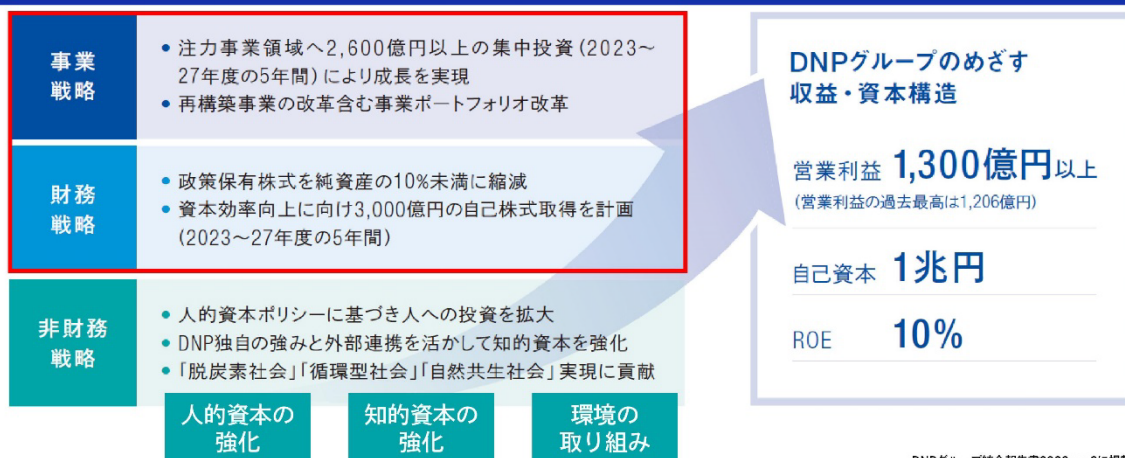 事業
戦略
• 注力事業領域へ2,600億円以上の集中投資(2023~
27年度の5年間)により成長を実現
• 再構築事業の改革含む事業ポートフォリオ改革
財務
戦略
• 政策保有株式を純資産の10%未満に縮減
• 資本効率向上に向け3,000億円の自己株式取得を計画
(2023~27年度の5年間)
非財務
戦略
• 人的資本ポリシーに基づき人への投資を拡大
• DNP独自の強みと外部連携を活かして知的資本を強化
• 「脱炭素社会」「循環型社会」「自然共生社会」実現に貢献
人的資本の
強化
知的資本の
強化
環境の
取り組み
DNPグループのめざす
収益・資本構造
営業利益 1,300億円以上
(営業利益の過去最高は1,206億円)
自己資本 1兆円
ROE 10%